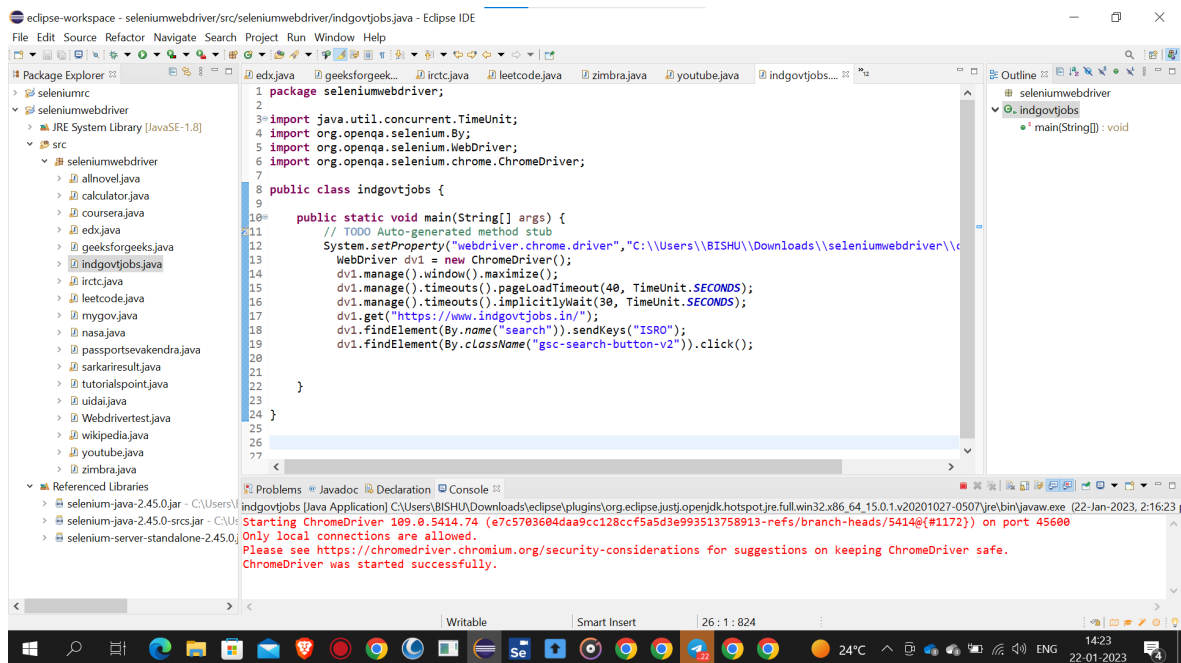 eclipse-workspace - seleniumwebdriver/src/seleniumwebdriver/indgovtjobs.java - Eclipse IDE
File Edit Source Refactor Navigate Search Project Run Window Help
Package Explorer
seleniumrc
seleniumwebdriver
JRE System Library [JavaSE-1.8]
src
seleniumwebdriver
allnovel.java
calculator.java
coursera.java
edx.java
geeksforgeeks.java
indgovtjobs.java
irctc.java
leetcode.java
mygov.java
nasa.java
passportsevakendra.java
sarkariresult.java
tutorialspoint.java
uidai.java
Webdrivertest.java
wikipedia.java
youtube.java
zimbra.java
Referenced Libraries
selenium-java-2.45.0.jar - C:\Users\
selenium-java-2.45.0-srcs.jar - C:\Us
selenium-server-standalone-2.45.0.j
edx.java geeksforgeek... irctc.java leetcode.java zimbra.java youtube.java indgovtjobs.... »12
1 package seleniumwebdriver;
2
3 import java.util.concurrent.TimeUnit;
4 import org.openqa.selenium.By;
5 import org.openqa.selenium.WebDriver;
6 import org.openqa.selenium.chrome.ChromeDriver;
7
8 public class indgovtjobs {
9
10 public static void main(String[] args) {
11 // TODO Auto-generated method stub
12 System.setProperty("webdriver.chrome.driver","C:\\Users\\BISHU\\Downloads\\seleniumwebdriver\\c
13 WebDriver dv1 = new ChromeDriver();
14 dv1.manage().window().maximize();
15 dv1.manage().timeouts().pageLoadTimeout(40, TimeUnit.SECONDS);
16 dv1.manage().timeouts().implicitlyWait(30, TimeUnit.SECONDS);
17 dv1.get("https://www.indgovtjobs.in/");
18 dv1.findElement(By.name("search")).sendKeys("ISRO");
19 dv1.findElement(By.className("gsc-search-button-v2")).click();
20
21
22 }
23
24 }
25
26
27
Outline
seleniumwebdriver
indgovtjobs
main(String[]) : void
Problems Javadoc Declaration Console
indgovtjobs [Java Application] C:\Users\BISHU\Downloads\eclipse\plugins\org.eclipse.justj.openjdk.hotspot.jre.full.win32.x86_64_15.0.1.v20201027-0507\jre\bin\javaw.exe (22-Jan-2023, 2:16:23 p
Starting ChromeDriver 109.0.5414.74 (e7c5703604daa9cc128ccf5a5d3e993513758913-refs/branch-heads/5414@{#1172}) on port 45600
Only local connections are allowed.
Please see https://chromedriver.chromium.org/security-considerations for suggestions on keeping ChromeDriver safe.
ChromeDriver was started successfully.
Writable Smart Insert 26 : 1 : 824
Se 22 24°C ENG 14:23
22-01-2023 4